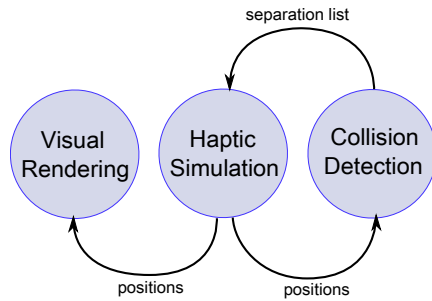 separation list
Visual
Rendering
Haptic
Simulation
Collision
Detection
positions
positions